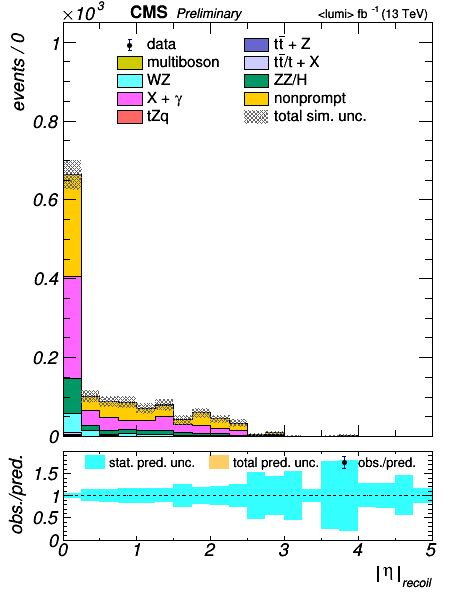 ×10³ CMS Preliminary <lumi> fb ⁻¹ (13 TeV)
events / 0
1
0.8
0.6
0.4
0.2
0
data
multiboson
WZ
X + γ
tZq
tt̅ + Z
tt̅/t + X
ZZ/H
nonprompt
total sim. unc.
obs./pred.
1.5
1
0.5
0
stat. pred. unc. total pred. unc. obs./pred.
0 1 2 3 4 5
|η|recoil